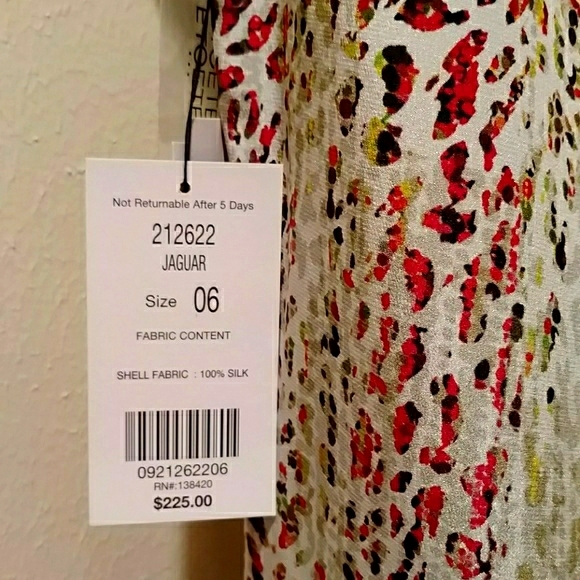 Not Returnable After 5 Days
212622
JAGUAR
Size 06
FABRIC CONTENT
SHELL FABRIC : 100% SILK
0921262206
RN#:138420
$225.00